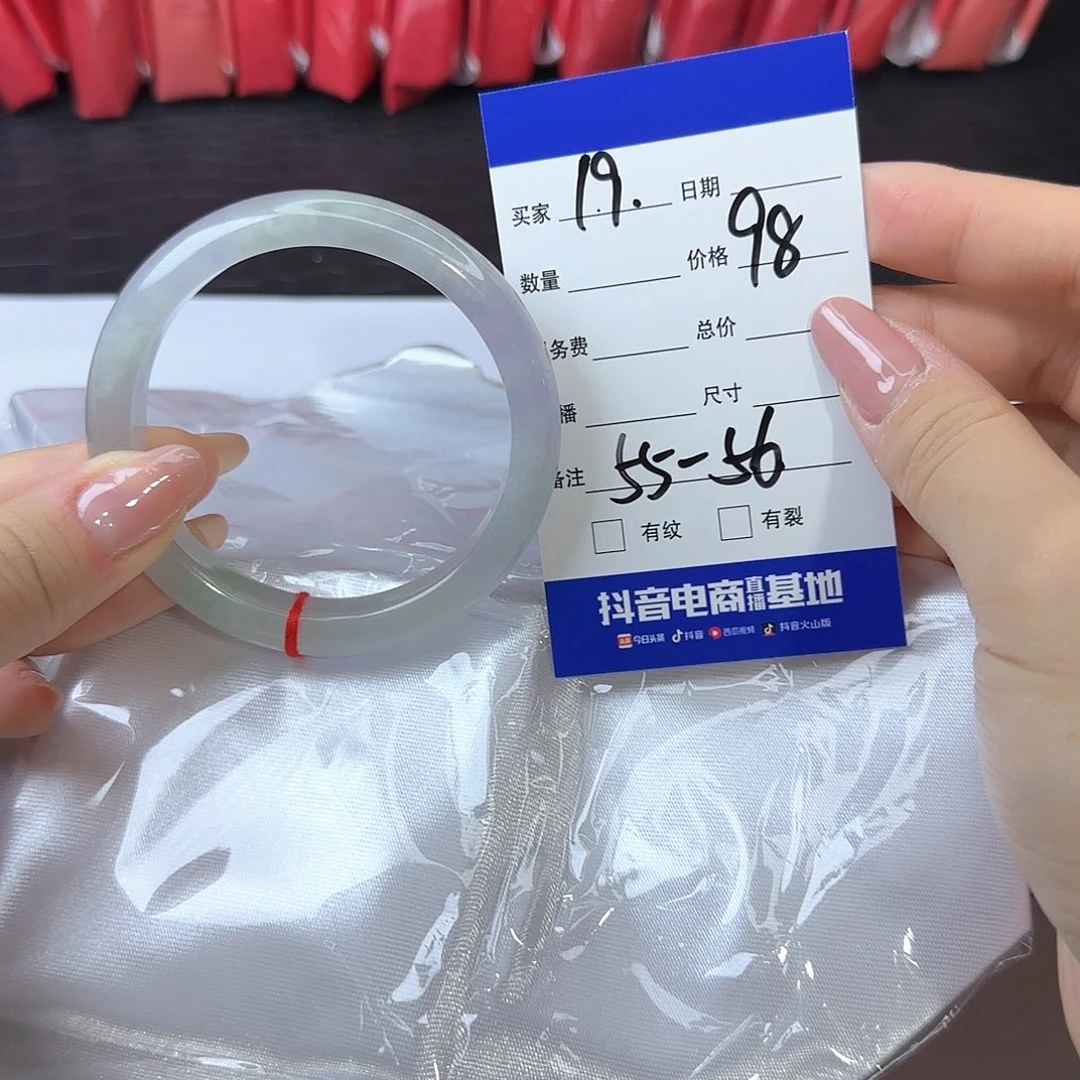 买家 19. 日期
数量 价格 98
务费 总价
播 尺寸
备注 55-56
有纹 有裂
抖音电商直播基地
头条 今日头条 抖音 西瓜视频 抖音火山版